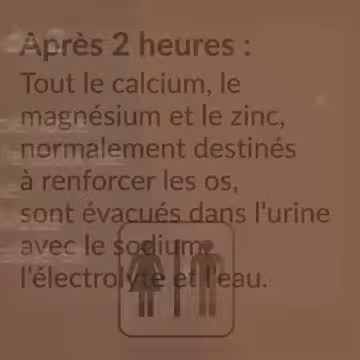 Après 2 heures :
Tout le calcium, le
magnésium et le zinc,
normalement destinés
à renforcer les os,
sont évacués dans l'urine
avec le sodium,
l'électrolyte et l'eau.